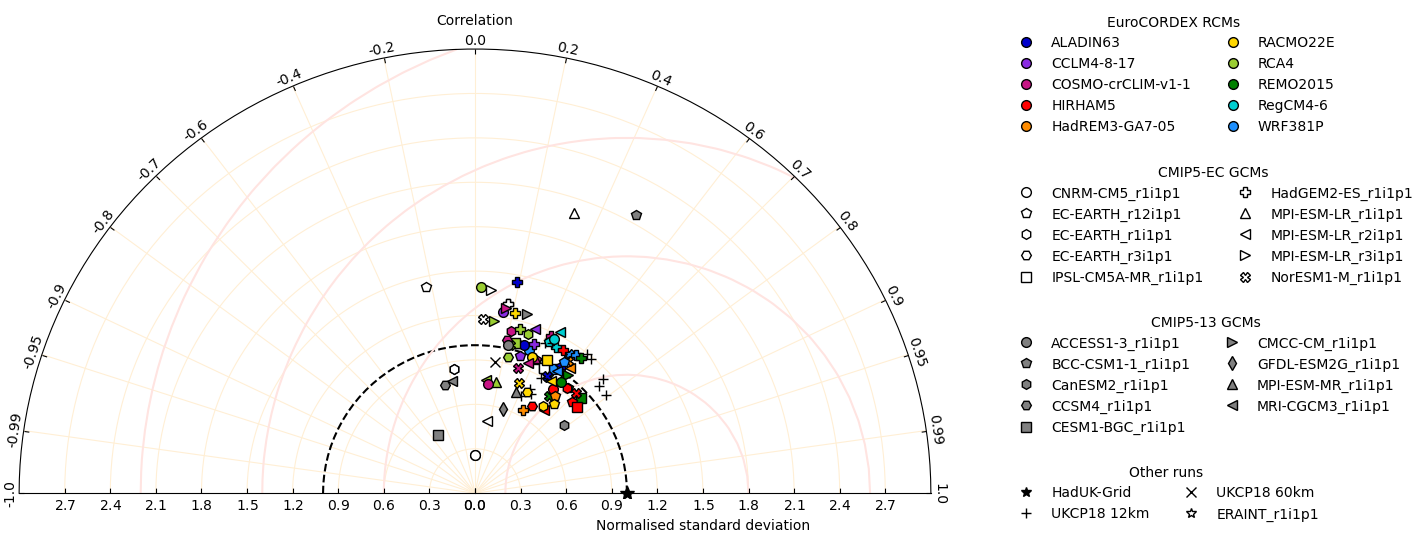 Correlation
-1.0
-0.99
-0.95
-0.9
-0.8
-0.7
-0.6
-0.4
-0.2
0.0
0.2
0.4
0.6
0.7
0.8
0.9
0.95
0.99
1.0
2.7 2.4 2.1 1.8 1.5 1.2 0.9 0.6 0.3 0.0 0.3 0.6 0.9 1.2 1.5 1.8 2.1 2.4 2.7
Normalised standard deviation
EuroCORDEX RCMs
ALADIN63 RACMO22E
CCLM4-8-17 RCA4
COSMO-crCLIM-v1-1 REMO2015
HIRHAM5 RegCM4-6
HadREM3-GA7-05 WRF381P
CMIP5-EC GCMs
CNRM-CM5_r1i1p1 HadGEM2-ES_r1i1p1
EC-EARTH_r12i1p1 MPI-ESM-LR_r1i1p1
EC-EARTH_r1i1p1 MPI-ESM-LR_r2i1p1
EC-EARTH_r3i1p1 MPI-ESM-LR_r3i1p1
IPSL-CM5A-MR_r1i1p1 NorESM1-M_r1i1p1
CMIP5-13 GCMs
ACCESS1-3_r1i1p1 CMCC-CM_r1i1p1
BCC-CSM1-1_r1i1p1 GFDL-ESM2G_r1i1p1
CanESM2_r1i1p1 MPI-ESM-MR_r1i1p1
CCSM4_r1i1p1 MRI-CGCM3_r1i1p1
CESM1-BGC_r1i1p1
Other runs
HadUK-Grid UKCP18 60km
UKCP18 12km ERAINT_r1i1p1